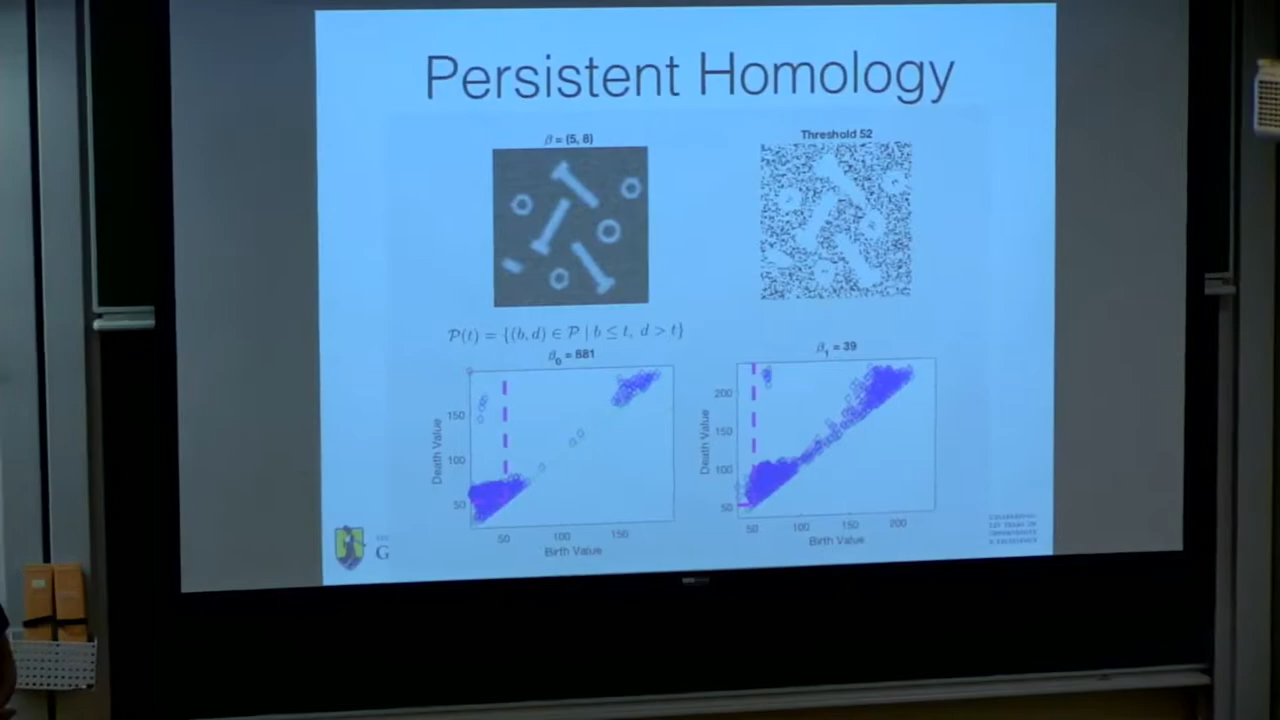 Persistent Homology
β = (5, 8)
Threshold 52
𝒫(t) = {(b, d) ∈ 𝒫 | b ≤ t, d > t}
β₀ = 881
β₁ = 39
Death Value
150
100
50
50 100 150
Birth Value
Death Value
200
150
100
50
50 100 150 200
Birth Value
G